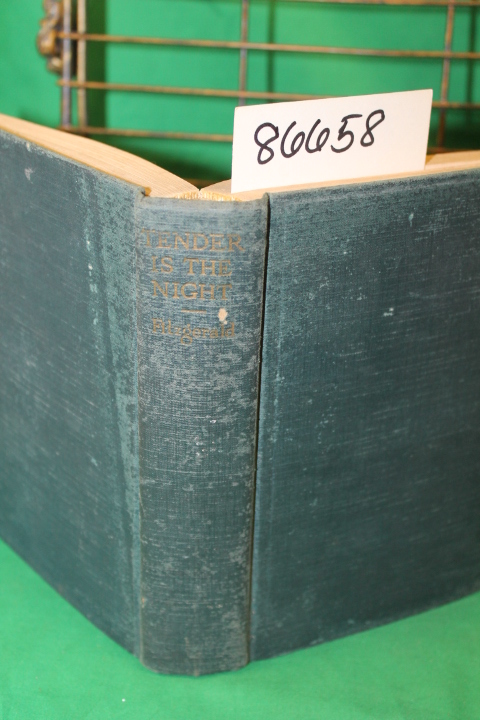 86658
TENDER
IS THE
NIGHT
Fitzgerald